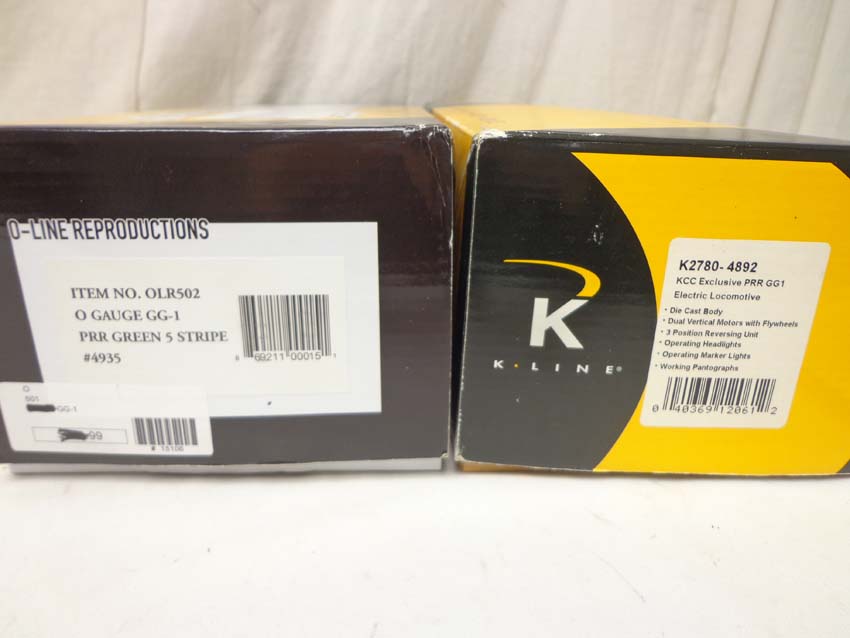 O-LINE REPRODUCTIONS
ITEM NO. OLR502
O GAUGE GG-1
PRR GREEN 5 STRIPE
#4935
8 69211 00015 1
O
501
GG-1
99
# 15106
K
K·LINE®
K2780-4892
KCC Exclusive PRR GG1
Electric Locomotive
• Die Cast Body
• Dual Vertical Motors with Flywheels
• 3 Position Reversing Unit
• Operating Headlights
• Operating Marker Lights
• Working Pantographs
0 40369 12061 2